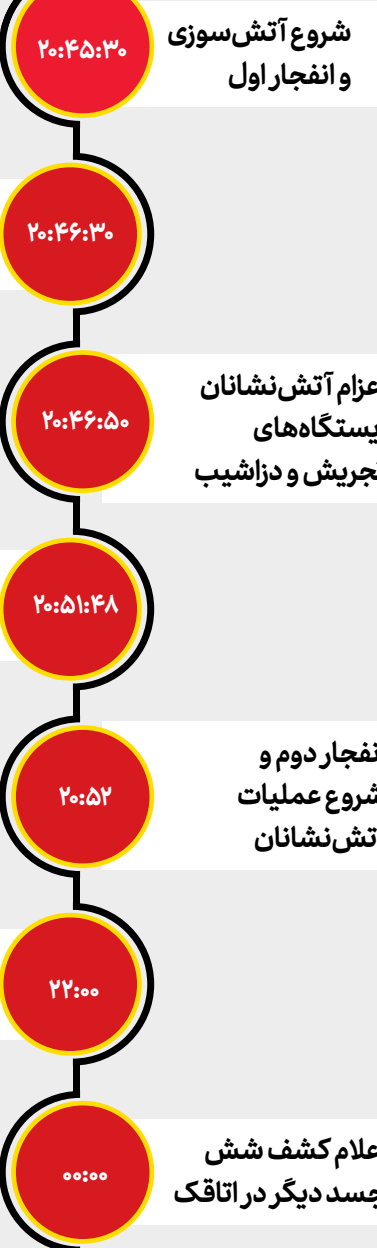 ۲۰:۴۵:۳۰
شروع آتش‌سوزی
و انفجار اول
۲۰:۴۶:۳۰
۲۰:۴۶:۵۰
عزام آتش‌نشانان
یستگاه‌های
جریش و دزاشیب
۲۰:۵۱:۴۸
۲۰:۵۲
نفجار دوم و
شروع عملیات
تش‌نشانان
۲۲:۰۰
۰۰:۰۰
علام کشف شش
جسد دیگر در اتاقک